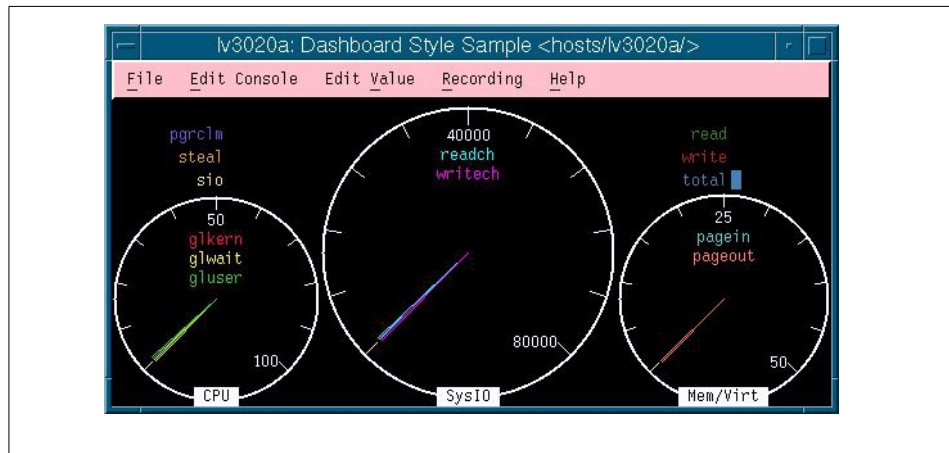 lv3020a: Dashboard Style Sample <hosts/lv3020a/>
File Edit Console Edit Value Recording Help
pgrclm
steal
sio
50
glkern
glwait
gluser
100
CPU
40000
readch
writech
80000
SysIO
read
write
total
25
pagein
pageout
50
Mem/Virt